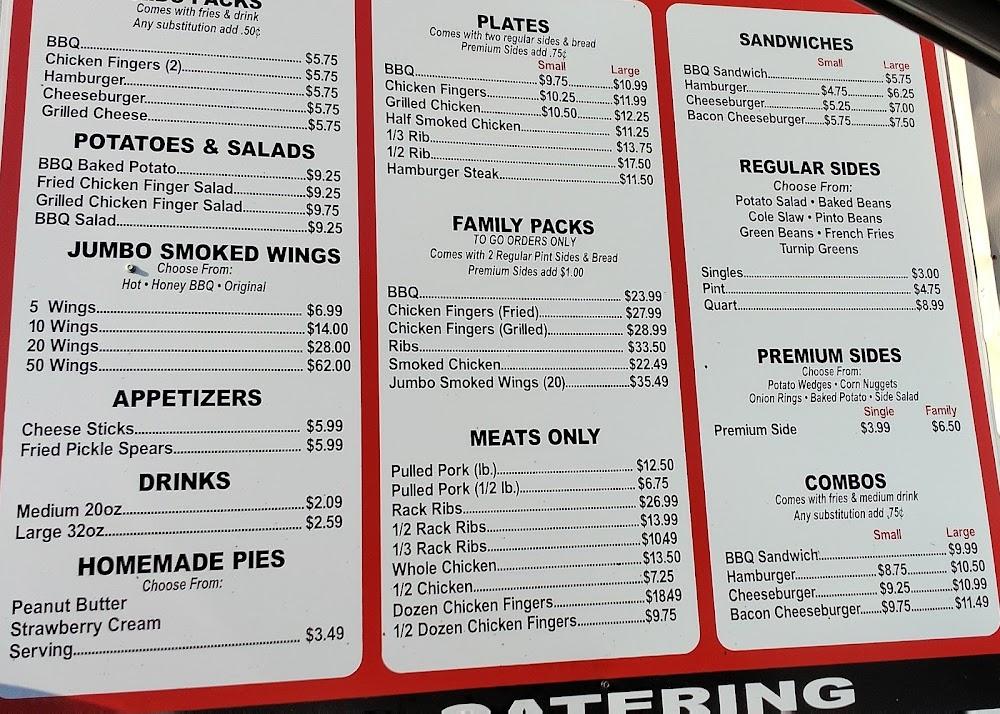 PACKS
Comes with fries & drink
Any substitution add .50¢
BBQ $5.75
Chicken Fingers (2) $5.75
Hamburger $5.75
Cheeseburger $5.75
Grilled Cheese $5.75
POTATOES & SALADS
BBQ Baked Potato $9.25
Fried Chicken Finger Salad $9.25
Grilled Chicken Finger Salad $9.75
BBQ Salad $9.25
JUMBO SMOKED WINGS
Choose From:
Hot • Honey BBQ • Original
5 Wings $6.99
10 Wings $14.00
20 Wings $28.00
50 Wings $62.00
APPETIZERS
Cheese Sticks $5.99
Fried Pickle Spears $5.99
DRINKS
Medium 20oz $2.09
Large 32oz $2.59
HOMEMADE PIES
Choose From:
Peanut Butter
Strawberry Cream
Serving $3.49
PLATES
Comes with two regular sides & bread
Premium Sides add .75¢
Small Large
BBQ $9.75 $10.99
Chicken Fingers $10.25 $11.99
Grilled Chicken $10.50 $12.25
Half Smoked Chicken $11.25
1/3 Rib $13.75
1/2 Rib $17.50
Hamburger Steak $11.50
FAMILY PACKS
TO GO ORDERS ONLY
Comes with 2 Regular Pint Sides & Bread
Premium Sides add $1.00
BBQ $23.99
Chicken Fingers (Fried) $27.99
Chicken Fingers (Grilled) $28.99
Ribs $33.50
Smoked Chicken $22.49
Jumbo Smoked Wings (20) $35.49
MEATS ONLY
Pulled Pork (lb.) $12.50
Pulled Pork (1/2 lb.) $6.75
Rack Ribs $26.99
1/2 Rack Ribs $13.99
1/3 Rack Ribs $10.49
Whole Chicken $13.50
1/2 Chicken $7.25
Dozen Chicken Fingers $18.49
1/2 Dozen Chicken Fingers $9.75
SANDWICHES
Small Large
BBQ Sandwich $5.75
Hamburger $4.75 $6.25
Cheeseburger $5.25 $7.00
Bacon Cheeseburger $5.75 $7.50
REGULAR SIDES
Choose From:
Potato Salad • Baked Beans
Cole Slaw • Pinto Beans
Green Beans • French Fries
Turnip Greens
Singles $3.00
Pint $4.75
Quart $8.99
PREMIUM SIDES
Choose From:
Potato Wedges • Corn Nuggets
Onion Rings • Baked Potato • Side Salad
Single Family
Premium Side $3.99 $6.50
COMBOS
Comes with fries & medium drink
Any substitution add ,75¢
Small Large
BBQ Sandwich $9.99
Hamburger $8.75 $10.50
Cheeseburger $9.25 $10.99
Bacon Cheeseburger $9.75 $11.49
CATERING